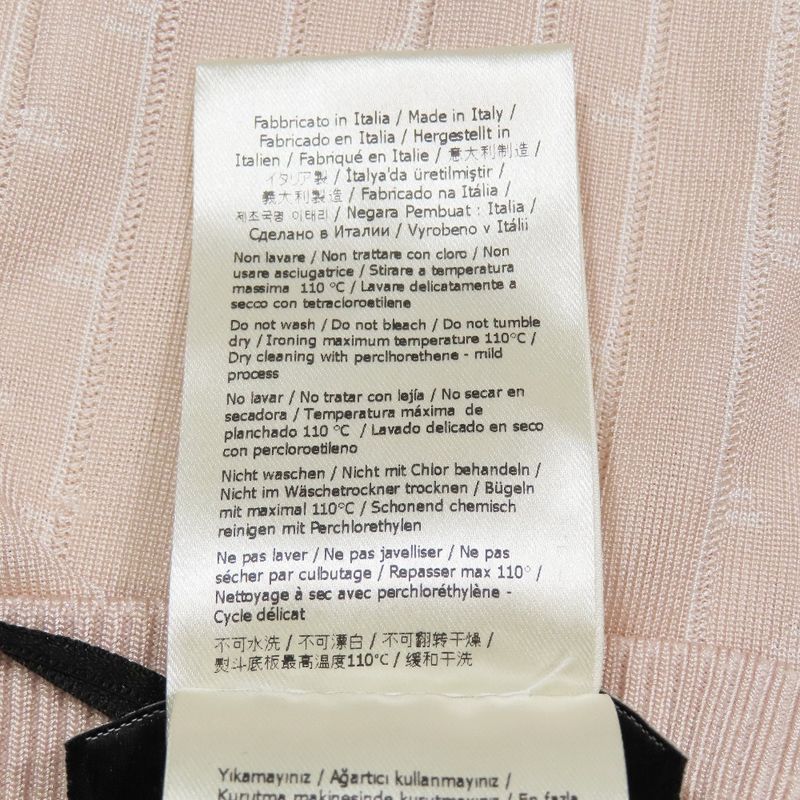 Fabbricato in Italia / Made in Italy /
Fabricado en Italia / Hergestellt in
Italien / Fabriqué en Italie / 意大利制造 /
イタリア製 / İtalya'da üretilmiştir /
義大利製造 / Fabricado na Itália /
제조국명 이태리 / Negara Pembuat : Italia /
Сделано в Италии / Vyrobeno v Itálii
Non lavare / Non trattare con cloro / Non
usare asciugatrice / Stirare a temperatura
massima 110 °C / Lavare delicatamente a
secco con tetracloroetilene
Do not wash / Do not bleach / Do not tumble
dry / Ironing maximum temperature 110°C /
Dry cleaning with perclhorethene - mild
process
No lavar / No tratar con lejía / No secar en
secadora / Temperatura máxima de
planchado 110 °C / Lavado delicado en seco
con percloroetileno
Nicht waschen / Nicht mit Chlor behandeln /
Nicht im Wäschetrockner trocknen / Bügeln
mit maximal 110°C / Schonend chemisch
reinigen mit Perchlorethylen
Ne pas laver / Ne pas javelliser / Ne pas
sécher par culbutage / Repasser max 110° /
Nettoyage à sec avec perchloréthylène -
Cycle délicat
不可水洗 / 不可漂白 / 不可翻转干燥 /
熨斗底板最高温度110°C / 缓和干洗
Yıkamayınız / Ağartıcı kullanmayınız /
Kurutma makinesinde kurutmayınız / En fazla